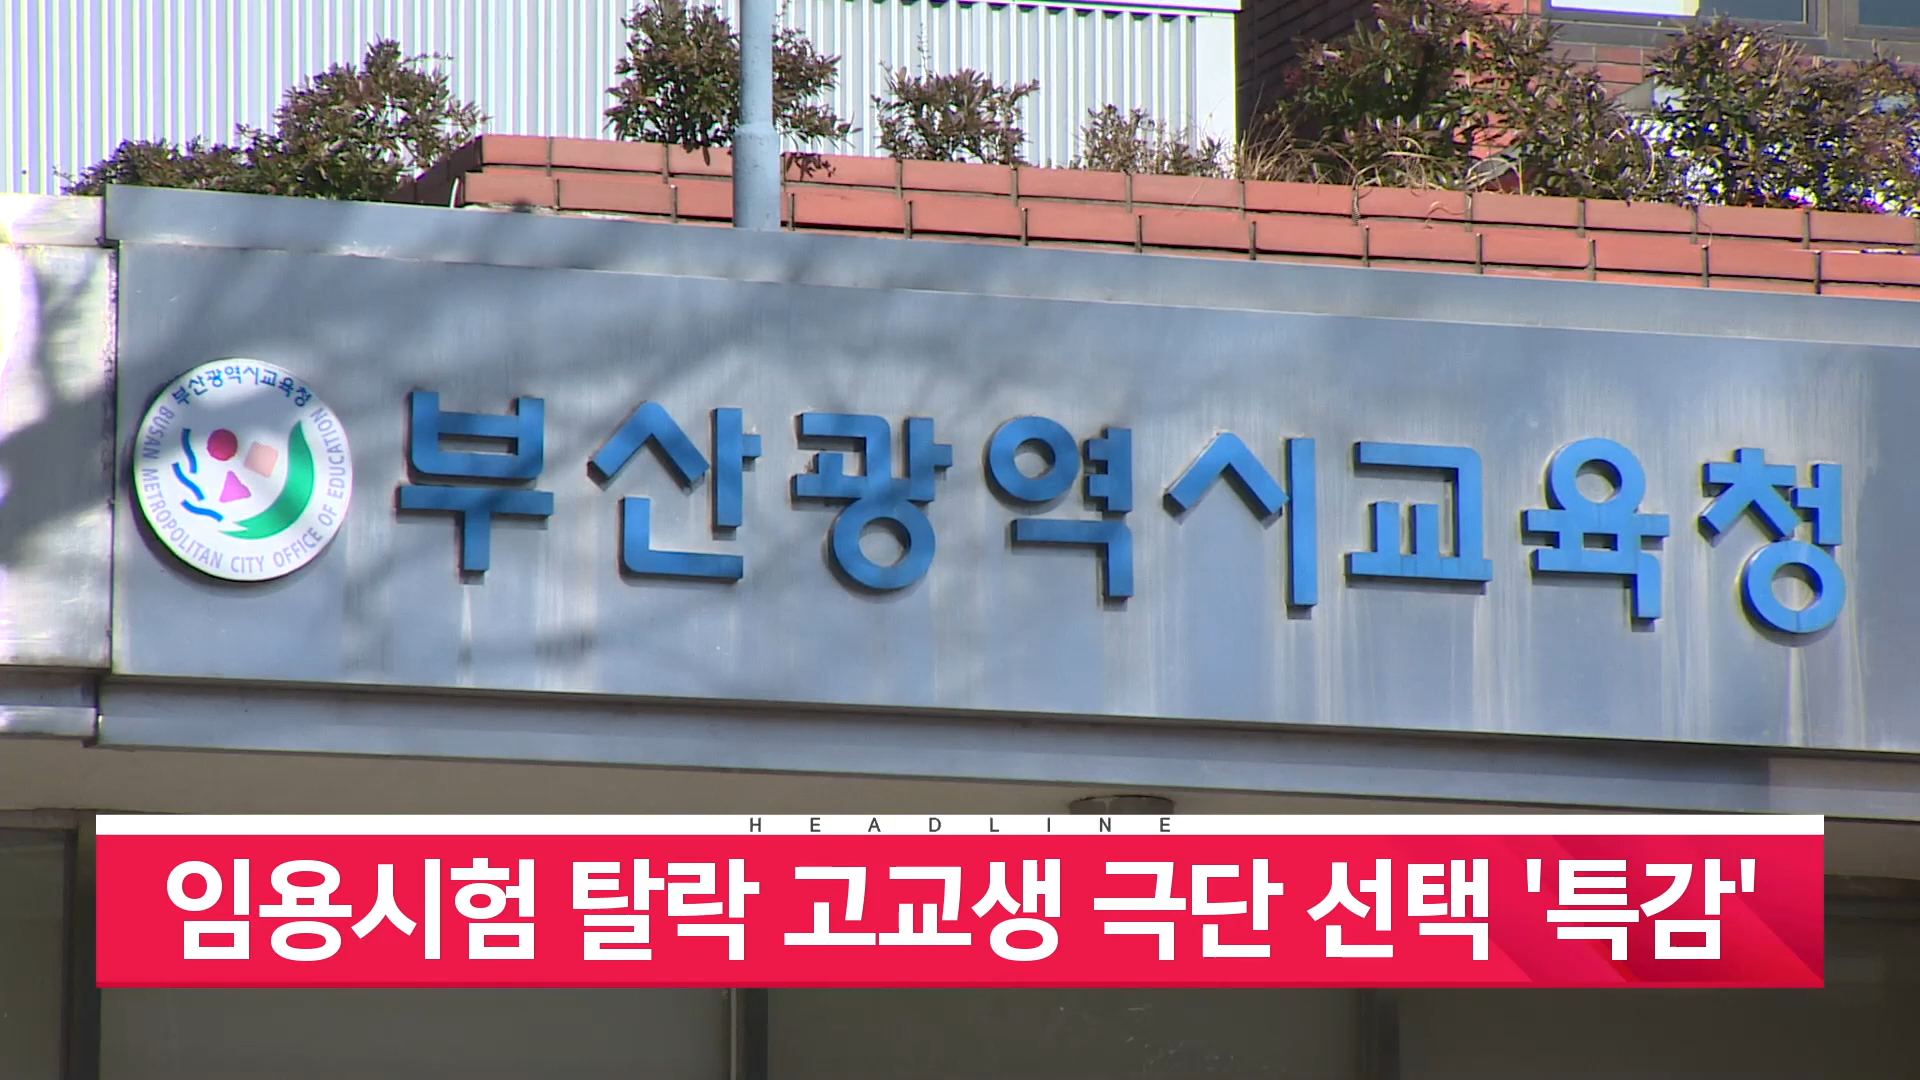 부산광역시교육청
BUSAN METROPOLITAN CITY OFFICE OF EDUCATION
부산광역시교육청
HEADLINE
임용시험 탈락 고교생 극단 선택 '특감'